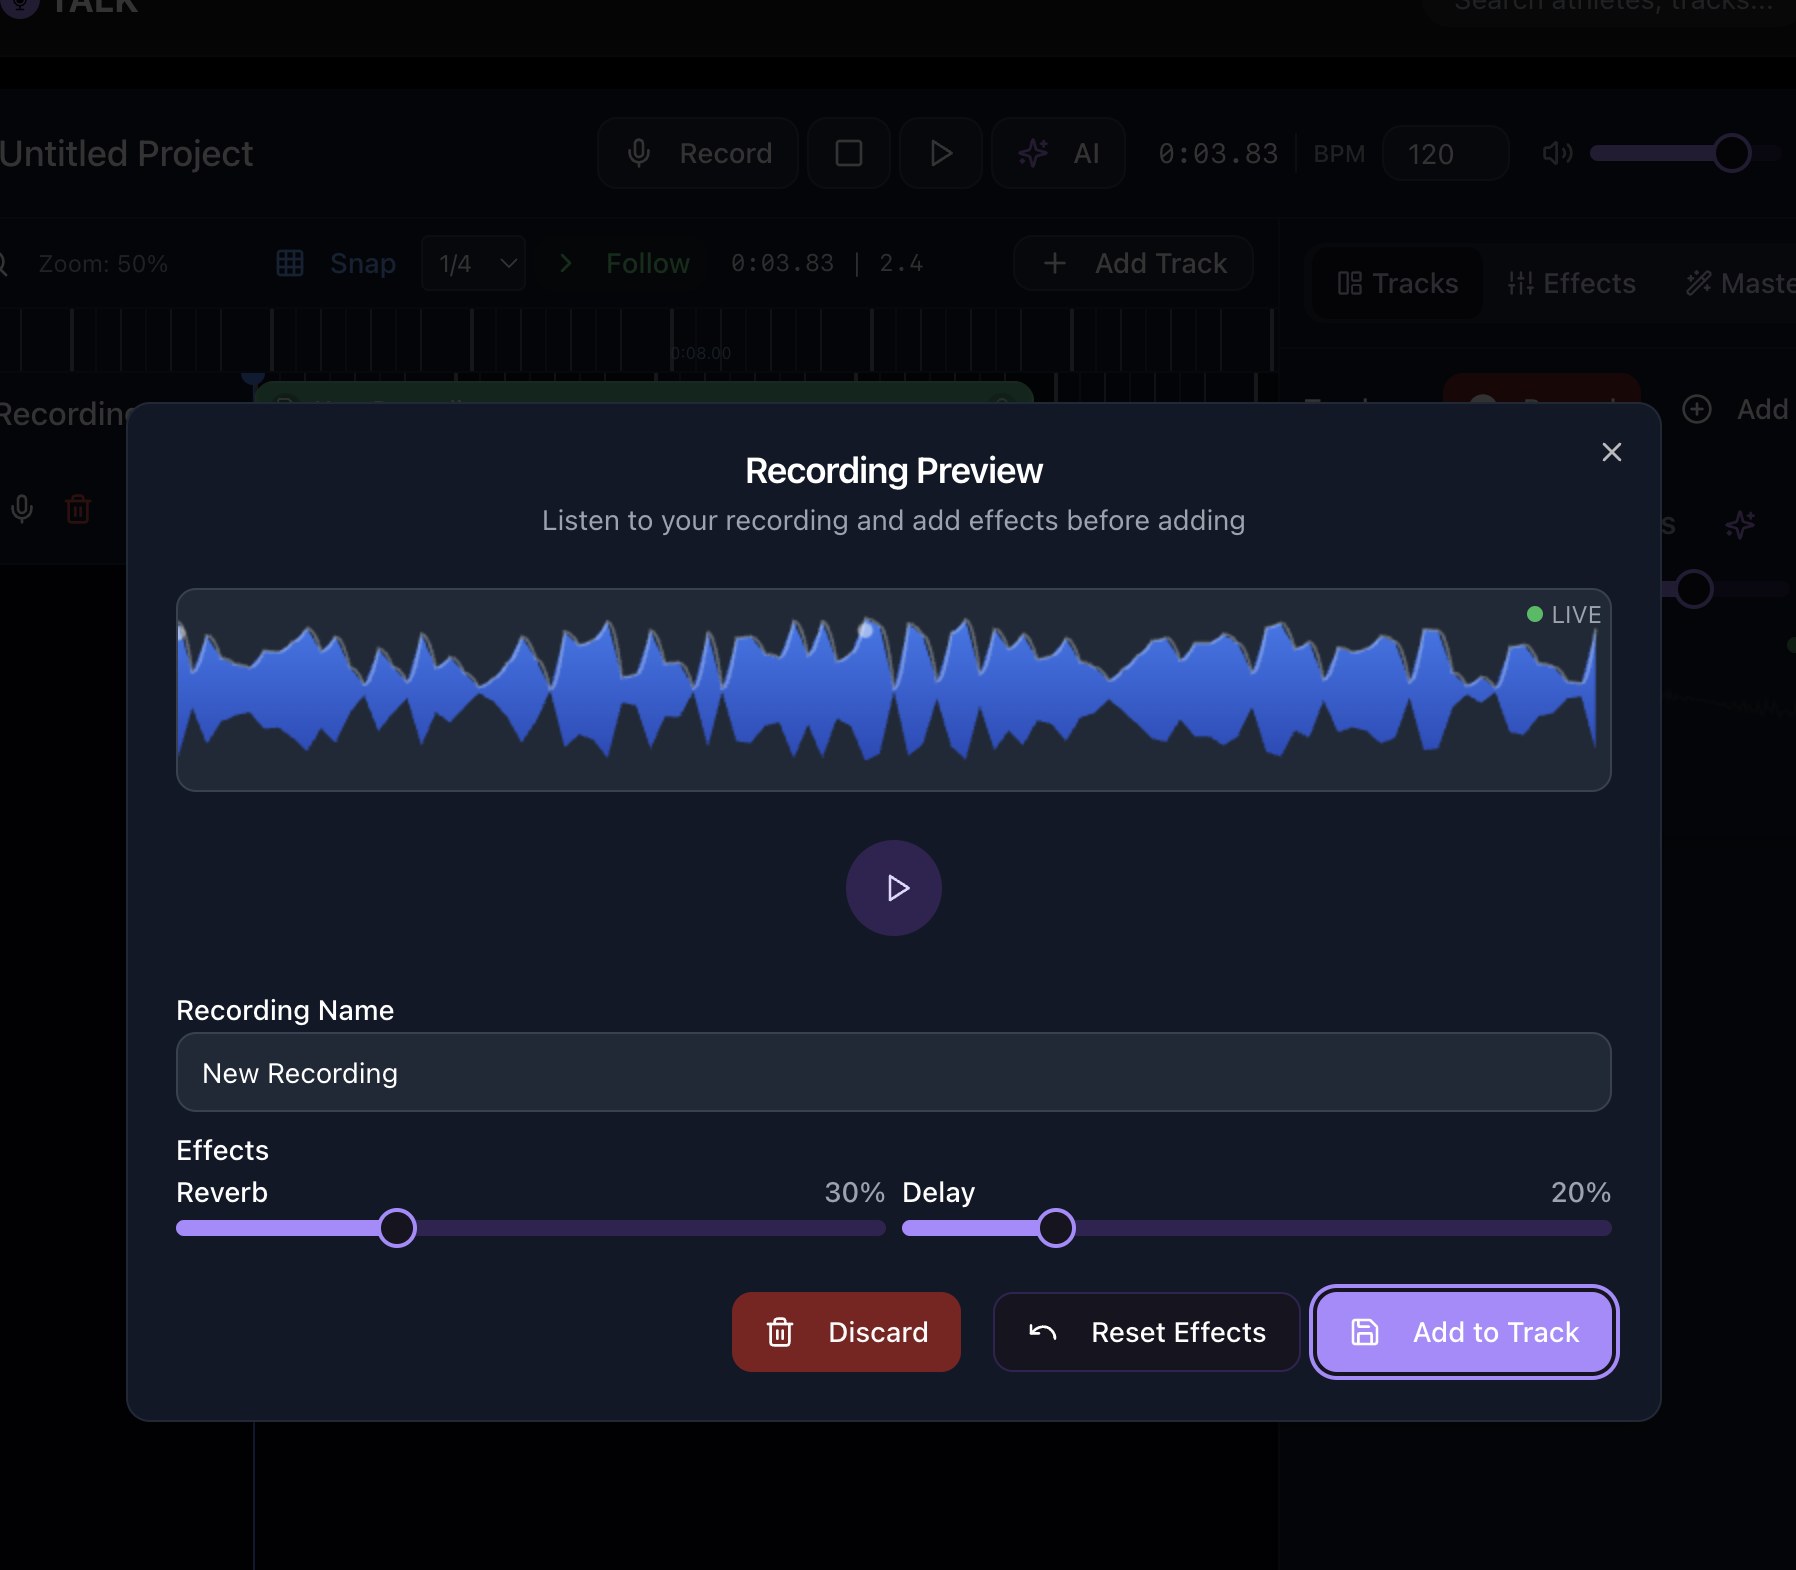 TALK
Search athletes, tracks...
Untitled Project
Record
AI
0:03.83
BPM
120
Zoom: 50%
Snap
1/4
Follow
0:03.83 | 2.4
Add Track
Tracks
Effects
0:08.00
Recording
Add
Recording Preview
Listen to your recording and add effects before adding
LIVE
Recording Name
New Recording
Effects
Reverb
30%
Delay
20%
Discard
Reset Effects
Add to Track